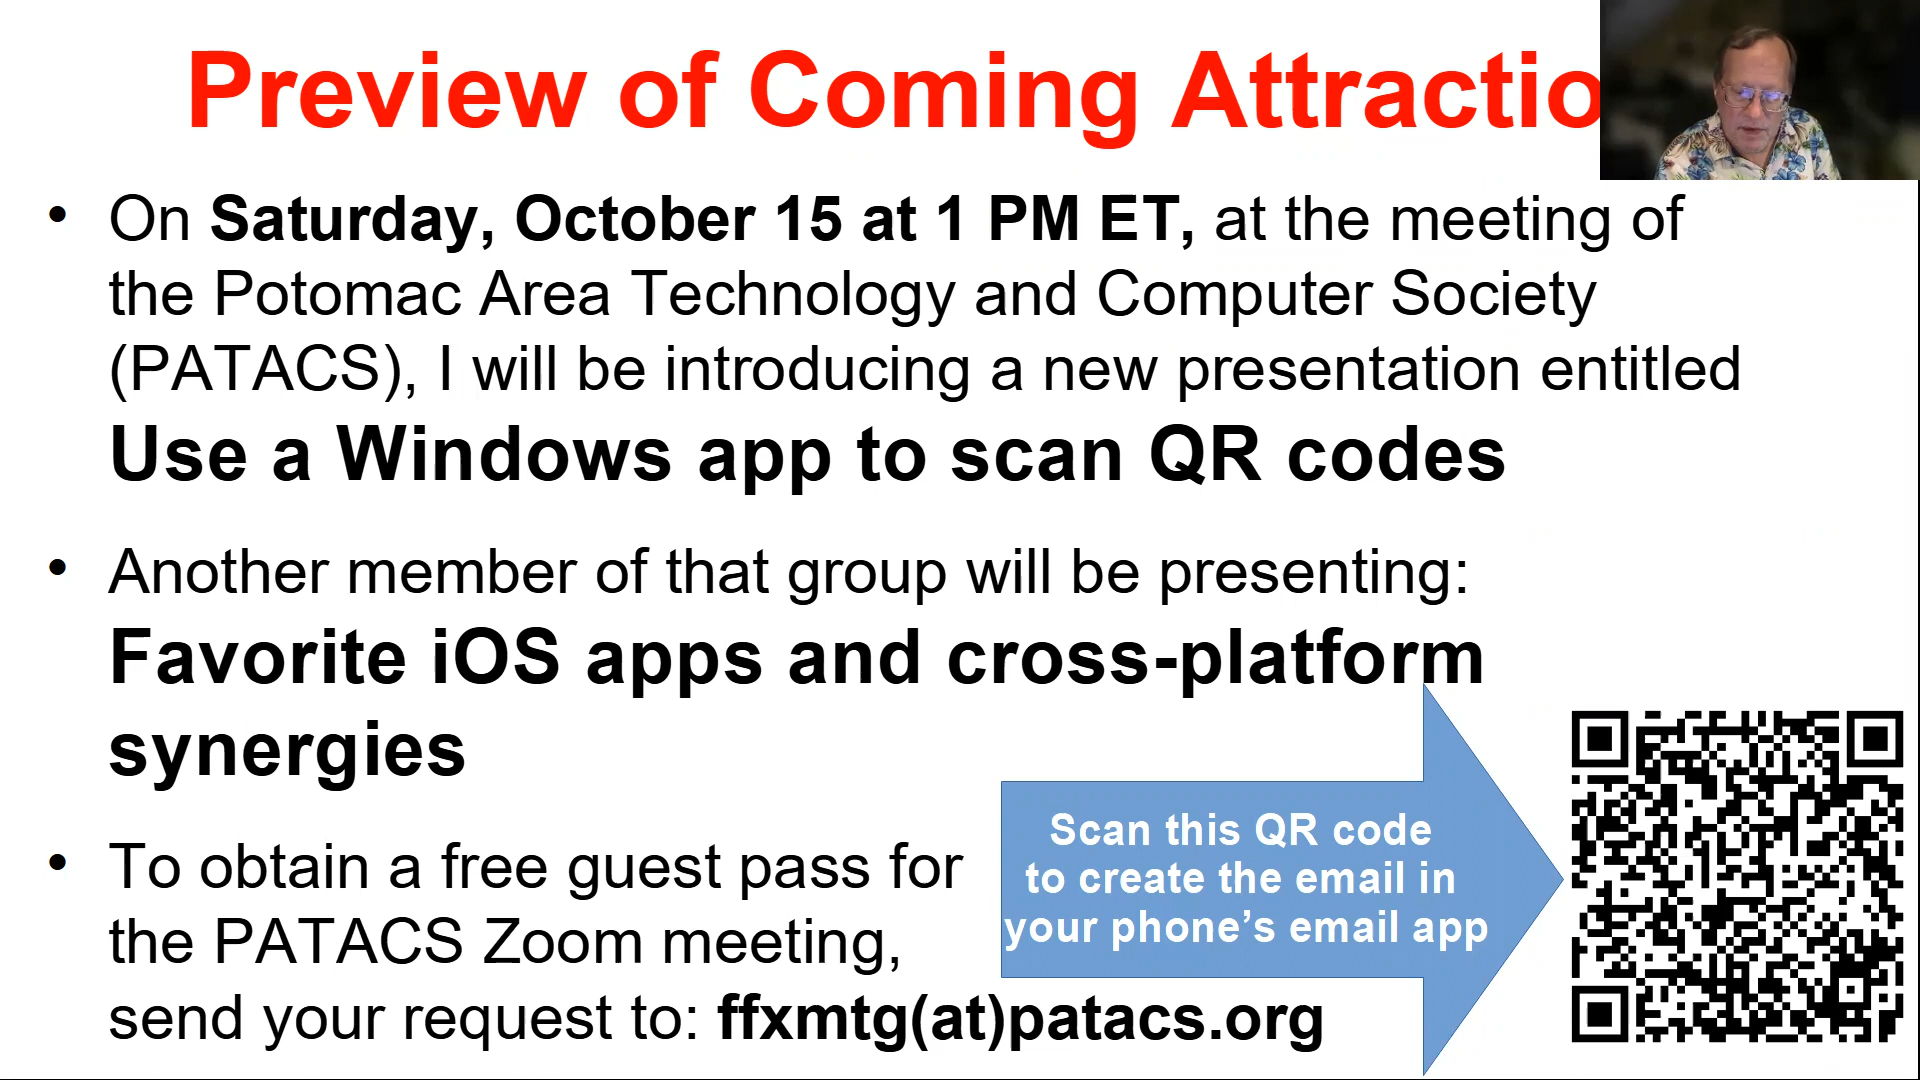 Preview of Coming Attractio
• On Saturday, October 15 at 1 PM ET, at the meeting of
the Potomac Area Technology and Computer Society
(PATACS), I will be introducing a new presentation entitled
Use a Windows app to scan QR codes
• Another member of that group will be presenting:
Favorite iOS apps and cross-platform
synergies
• To obtain a free guest pass for
the PATACS Zoom meeting,
send your request to: ffxmtg(at)patacs.org
Scan this QR code
to create the email in
your phone’s email app